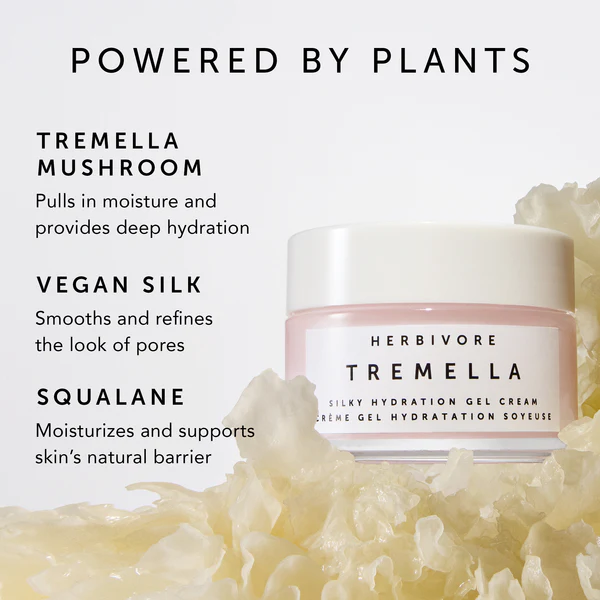 POWERED BY PLANTS
TREMELLA
MUSHROOM
Pulls in moisture and
provides deep hydration
VEGAN SILK
Smooths and refines
the look of pores
SQUALANE
Moisturizes and supports
skin's natural barrier
HERBIVORE
TREMELLA
SILKY HYDRATION GEL CREAM
CRÈME GEL HYDRATATION SOYEUSE